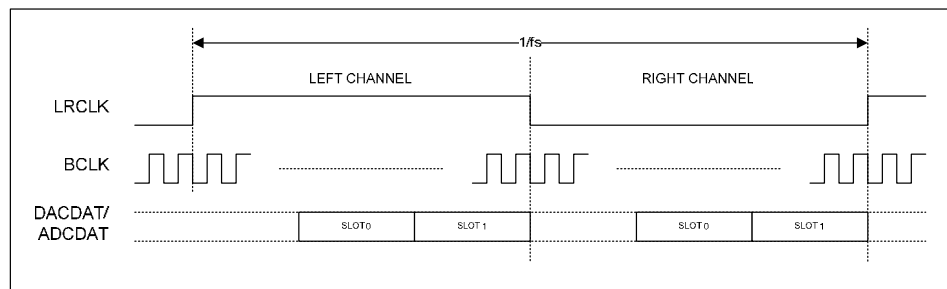 1/fs
LEFT CHANNEL RIGHT CHANNEL
LRCLK
BCLK
DACDAT/
ADCDAT
SLOT0 SLOT 1 SLOT0 SLOT 1